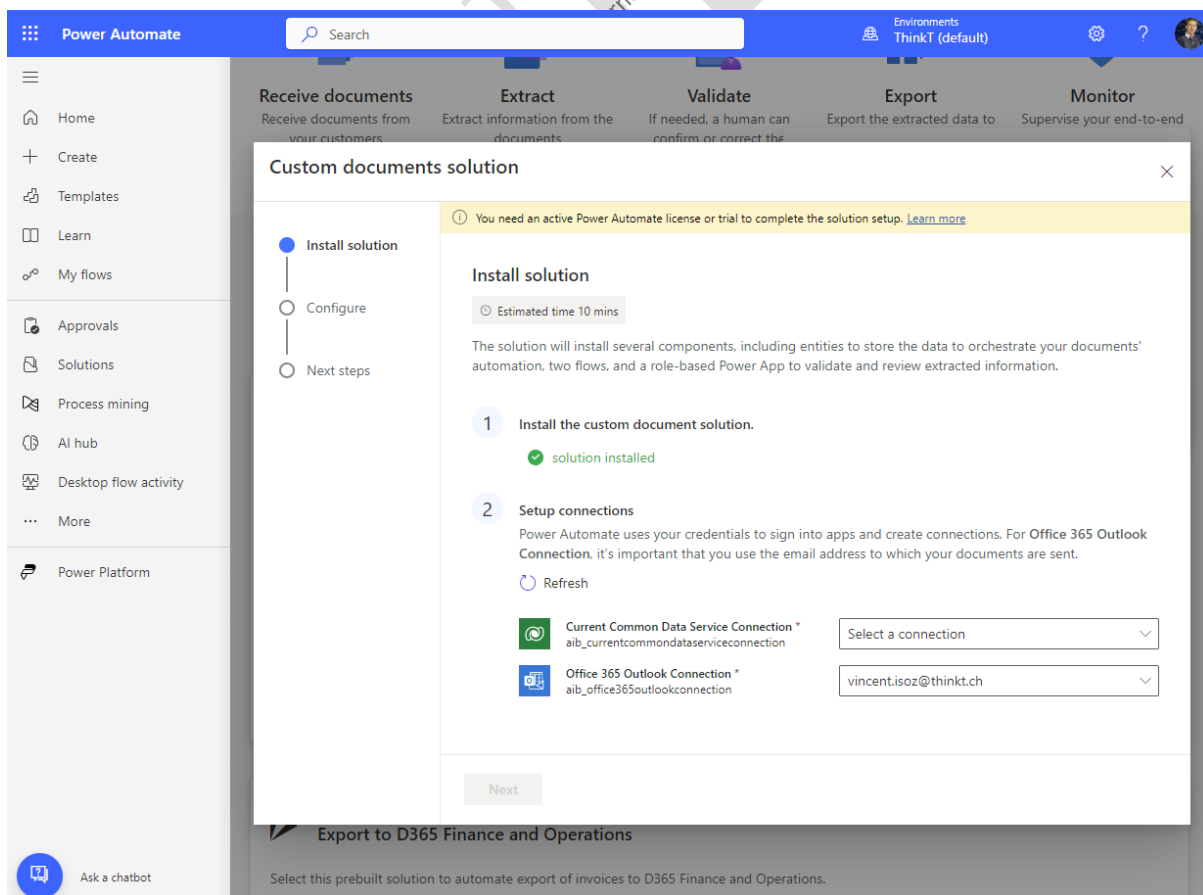 Power Automate
Search
Environments
ThinkT (default)
Home
Create
Templates
Learn
My flows
Approvals
Solutions
Process mining
AI hub
Desktop flow activity
More
Power Platform
Ask a chatbot
Receive documents
Receive documents from
your customers
Extract
Extract information from the
documents
Validate
If needed, a human can
confirm or correct the
Export
Export the extracted data to
Monitor
Supervise your end-to-end
Custom documents solution
Install solution
Configure
Next steps
You need an active Power Automate license or trial to complete the solution setup. Learn more
Install solution
Estimated time 10 mins
The solution will install several components, including entities to store the data to orchestrate your documents'
automation, two flows, and a role-based Power App to validate and review extracted information.
1 Install the custom document solution.
solution installed
2 Setup connections
Power Automate uses your credentials to sign into apps and create connections. For Office 365 Outlook
Connection, it's important that you use the email address to which your documents are sent.
Refresh
Current Common Data Service Connection *
aib_currentcommondataserviceconnection
Select a connection
Office 365 Outlook Connection *
aib_office365outlookconnection
vincent.isoz@thinkt.ch
Next
Export to D365 Finance and Operations
Select this prebuilt solution to automate export of invoices to D365 Finance and Operations.